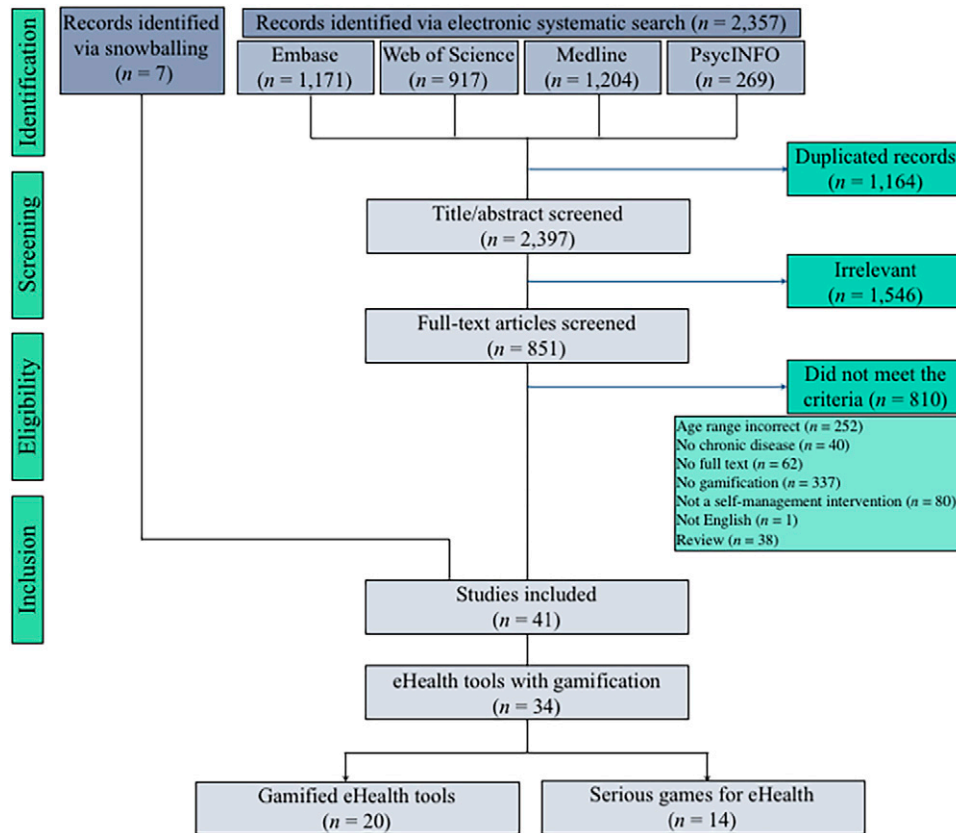 Identification
Records identified
via snowballing
(n = 7)
Records identified via electronic systematic search (n = 2,357)
Embase
(n = 1,171)
Web of Science
(n = 917)
Medline
(n = 1,204)
PsycINFO
(n = 269)
Duplicated records
(n = 1,164)
Screening
Title/abstract screened
(n = 2,397)
Irrelevant
(n = 1,546)
Full-text articles screened
(n = 851)
Eligibility
Did not meet the
criteria (n = 810)
Age range incorrect (n = 252)
No chronic disease (n = 40)
No full text (n = 62)
No gamification (n = 337)
Not a self-management intervention (n = 80)
Not English (n = 1)
Review (n = 38)
Inclusion
Studies included
(n = 41)
eHealth tools with gamification
(n = 34)
Gamified eHealth tools
(n = 20)
Serious games for eHealth
(n = 14)